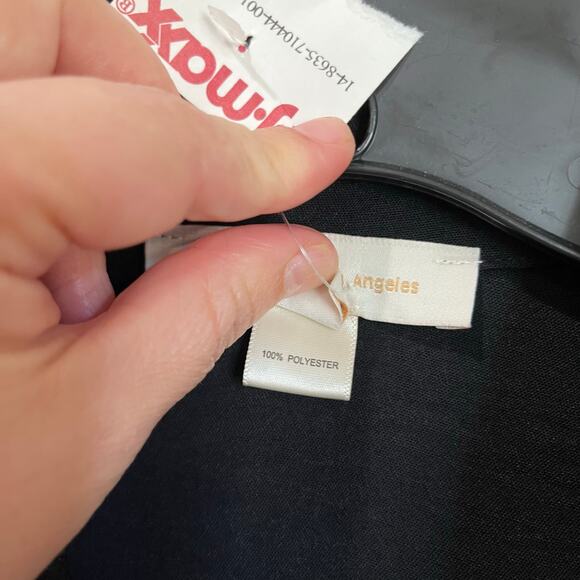 14-8635-710444-001
j·maxx®
Angeles
100% POLYESTER